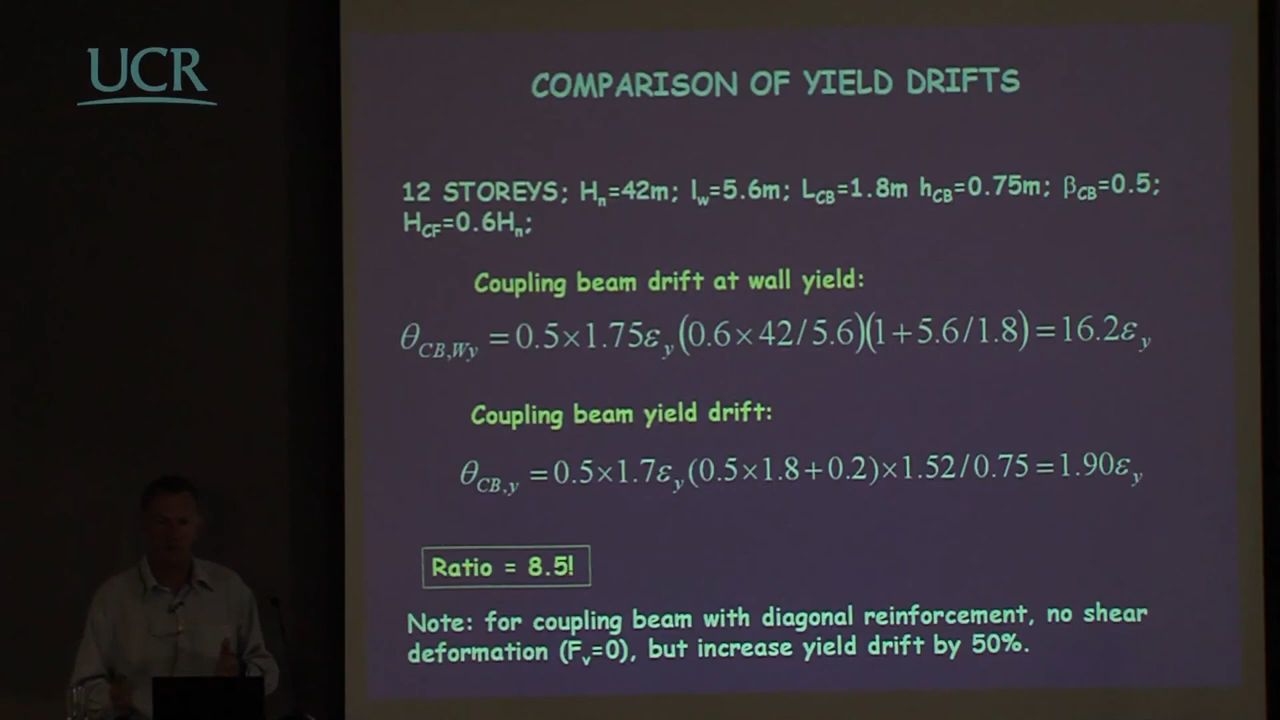 UCR
COMPARISON OF YIELD DRIFTS
12 STOREYS; Hn=42m; lw=5.6m; LCB=1.8m hCB=0.75m; βCB=0.5;
HCF=0.6Hn;
Coupling beam drift at wall yield:
θCB,Wy = 0.5×1.75εy(0.6×42/5.6)(1+5.6/1.8)=16.2εy
Coupling beam yield drift:
θCB,y = 0.5×1.7εy(0.5×1.8+0.2)×1.52/0.75=1.90εy
Ratio = 8.5!
Note: for coupling beam with diagonal reinforcement, no shear
deformation (Fv=0), but increase yield drift by 50%.